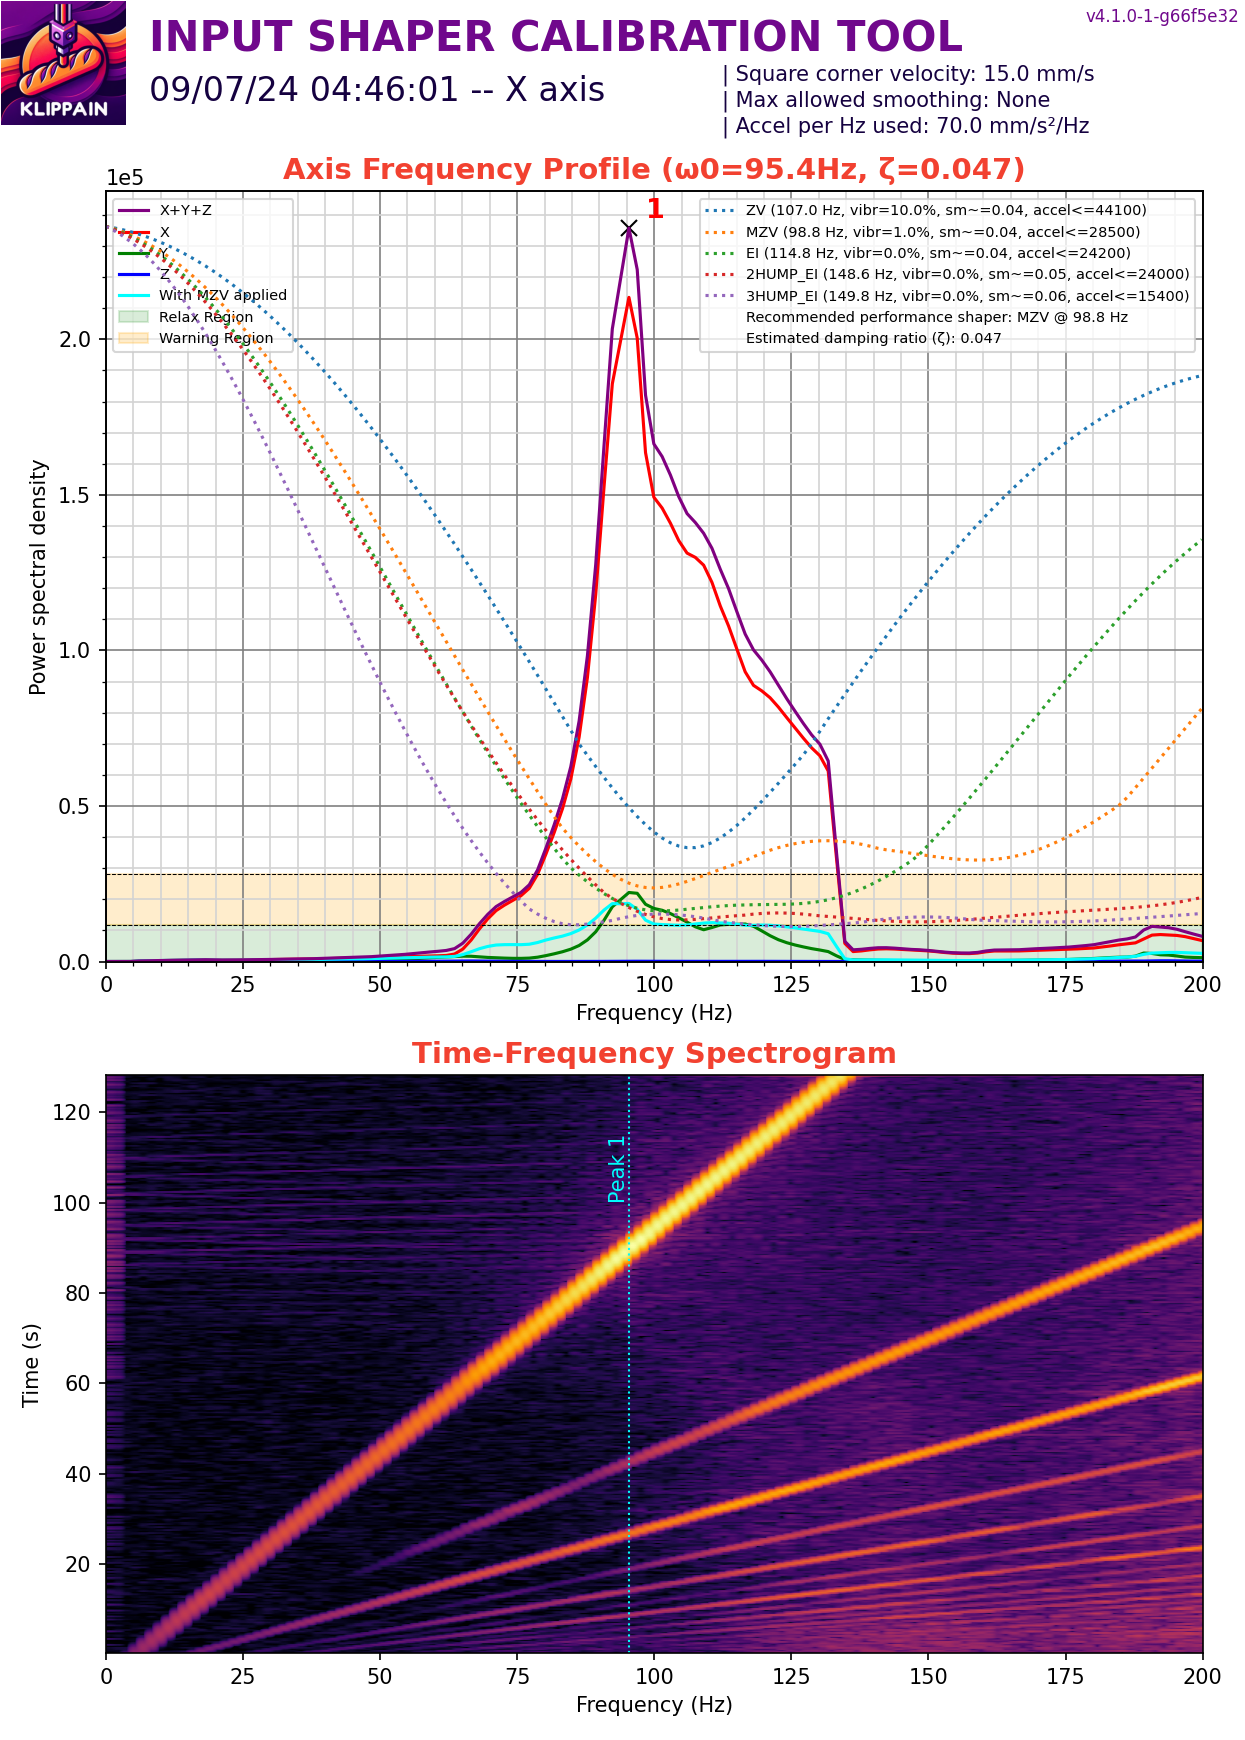 v4.1.0-1-g66f5e32
INPUT SHAPER CALIBRATION TOOL
09/07/24 04:46:01 -- X axis
| Square corner velocity: 15.0 mm/s
| Max allowed smoothing: None
| Accel per Hz used: 70.0 mm/s²/Hz
KLIPPAIN
Axis Frequency Profile (ω0=95.4Hz, ζ=0.047)
1e5
X+Y+Z
X
Y
Z
With MZV applied
Relax Region
Warning Region
1
ZV (107.0 Hz, vibr=10.0%, sm~=0.04, accel<=44100)
MZV (98.8 Hz, vibr=1.0%, sm~=0.04, accel<=28500)
EI (114.8 Hz, vibr=0.0%, sm~=0.04, accel<=24200)
2HUMP_EI (148.6 Hz, vibr=0.0%, sm~=0.05, accel<=24000)
3HUMP_EI (149.8 Hz, vibr=0.0%, sm~=0.06, accel<=15400)
Recommended performance shaper: MZV @ 98.8 Hz
Estimated damping ratio (ζ): 0.047
Power spectral density
2.0
1.5
1.0
0.5
0.0
0 25 50 75 100 125 150 175 200
Frequency (Hz)
Time-Frequency Spectrogram
Time (s)
120
100
80
60
40
20
Peak 1
0 25 50 75 100 125 150 175 200
Frequency (Hz)